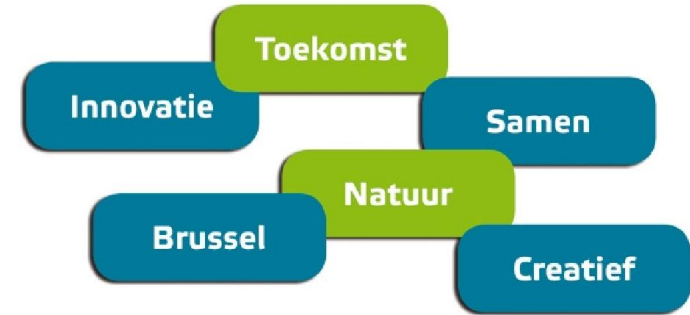 Toekomst
Innovatie
Samen
Natuur
Brussel
Creatief